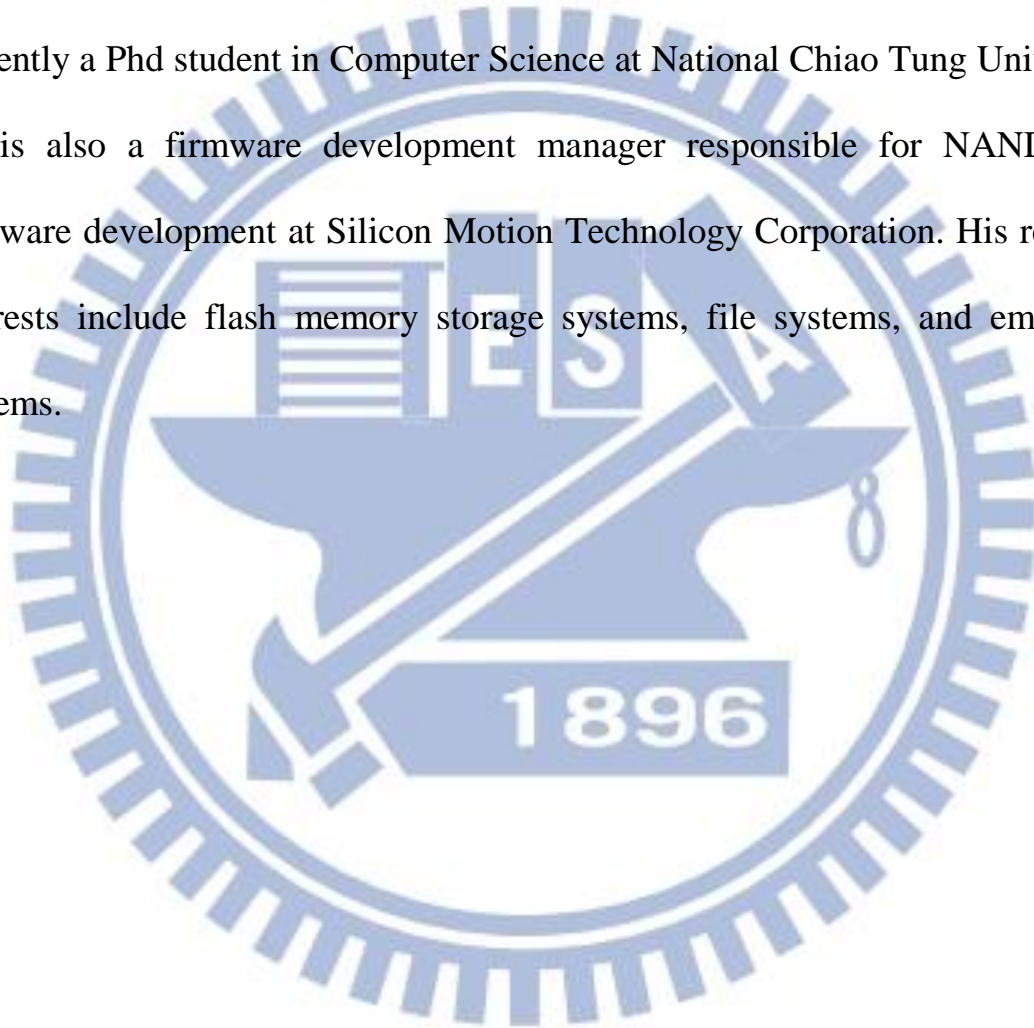 ently a Phd student in Computer Science at National Chiao Tung Uni
is also a firmware development manager responsible for NAN
ware development at Silicon Motion Technology Corporation. His r
rests include flash memory storage systems, file systems, and em
ems.
E S A
1896